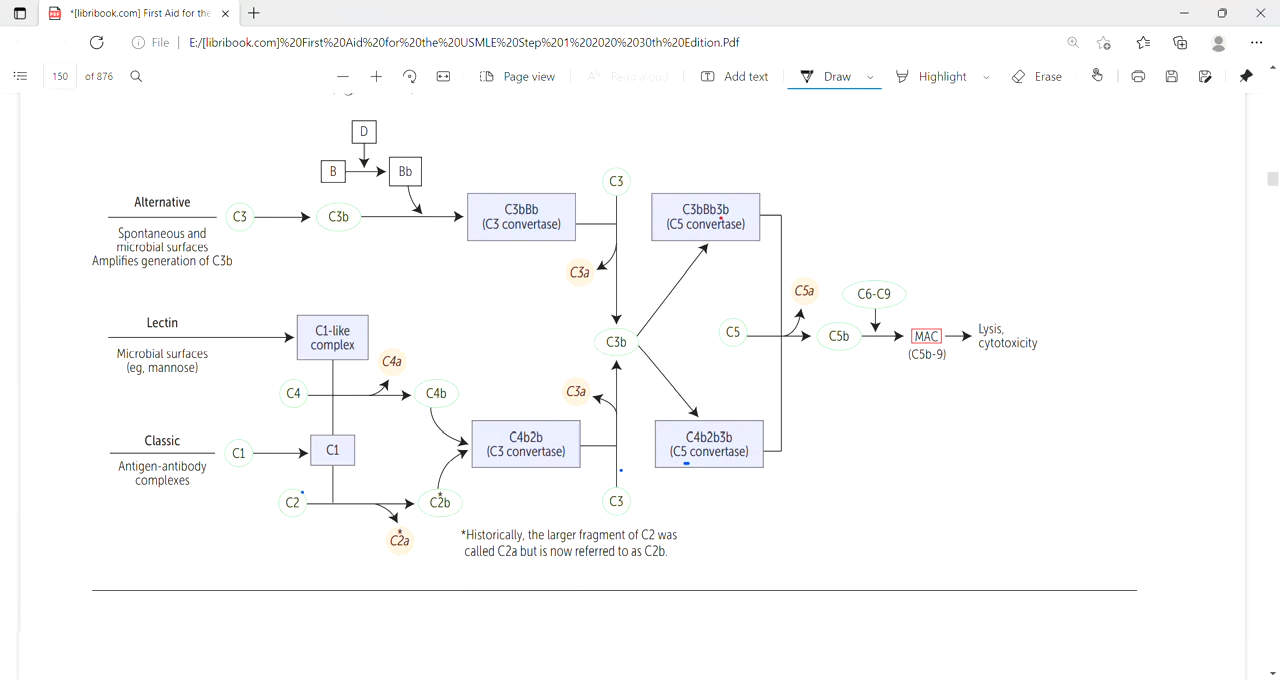 *[libribook.com] First Aid for the
File
E:/[libribook.com]%20First%20Aid%20for%20the%20USMLE%20Step%201%202020%2030th%20Edition.Pdf
150 of 876
Page view
Read aloud
Add text
Draw
Highlight
Erase
D
B
Bb
Alternative
Spontaneous and
microbial surfaces
Amplifies generation of C3b
C3
C3b
C3bBb
(C3 convertase)
C3
C3a
C3bBb3b
(C5 convertase)
Lectin
Microbial surfaces
(eg, mannose)
C1-like
complex
C4
C4a
C4b
C3b
C3a
C5
C5a
C5b
C6-C9
MAC
(C5b-9)
Lysis,
cytotoxicity
Classic
Antigen-antibody
complexes
C1
C1
C4b2b
(C3 convertase)
C4b2b3b
(C5 convertase)
C2
C2b*
C2a*
C3
*Historically, the larger fragment of C2 was
called C2a but is now referred to as C2b.